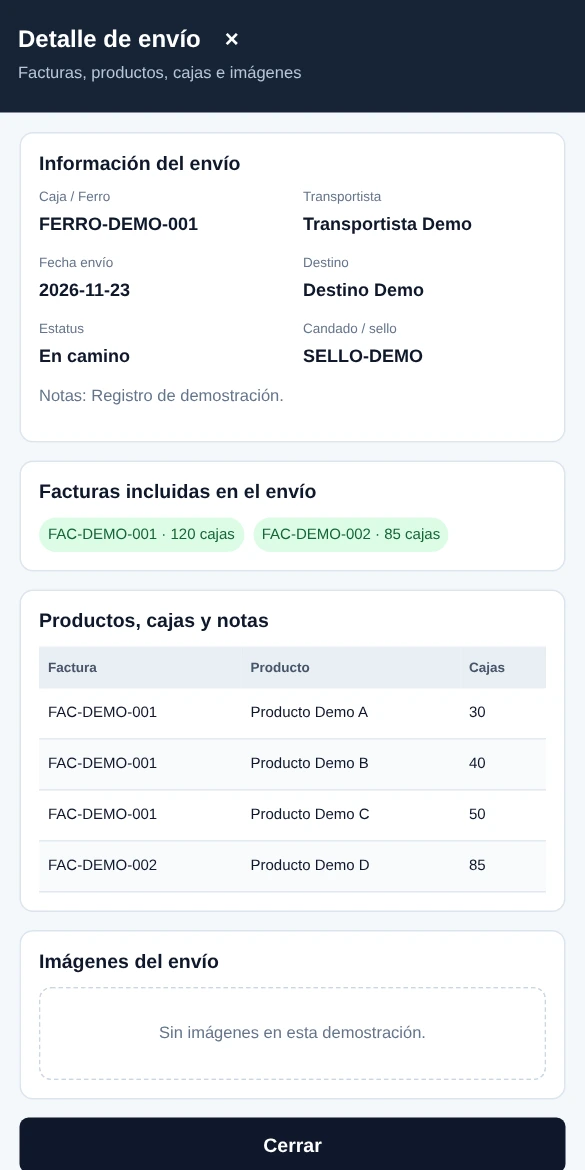 Detalle de envío ×
Facturas, productos, cajas e imágenes
Información del envío
Caja / Ferro Transportista
FERRO-DEMO-001 Transportista Demo
Fecha envío Destino
2026-11-23 Destino Demo
Estatus Candado / sello
En camino SELLO-DEMO
Notas: Registro de demostración.
Facturas incluidas en el envío
FAC-DEMO-001 · 120 cajas FAC-DEMO-002 · 85 cajas
Productos, cajas y notas
Factura Producto Cajas
FAC-DEMO-001 Producto Demo A 30
FAC-DEMO-001 Producto Demo B 40
FAC-DEMO-001 Producto Demo C 50
FAC-DEMO-002 Producto Demo D 85
Imágenes del envío
Sin imágenes en esta demostración.
Cerrar